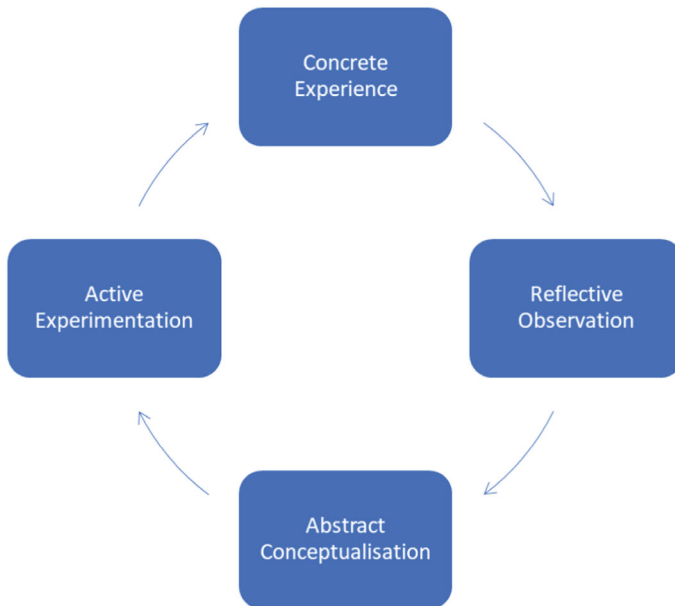 Concrete
Experience
Reflective
Observation
Abstract
Conceptualisation
Active
Experimentation